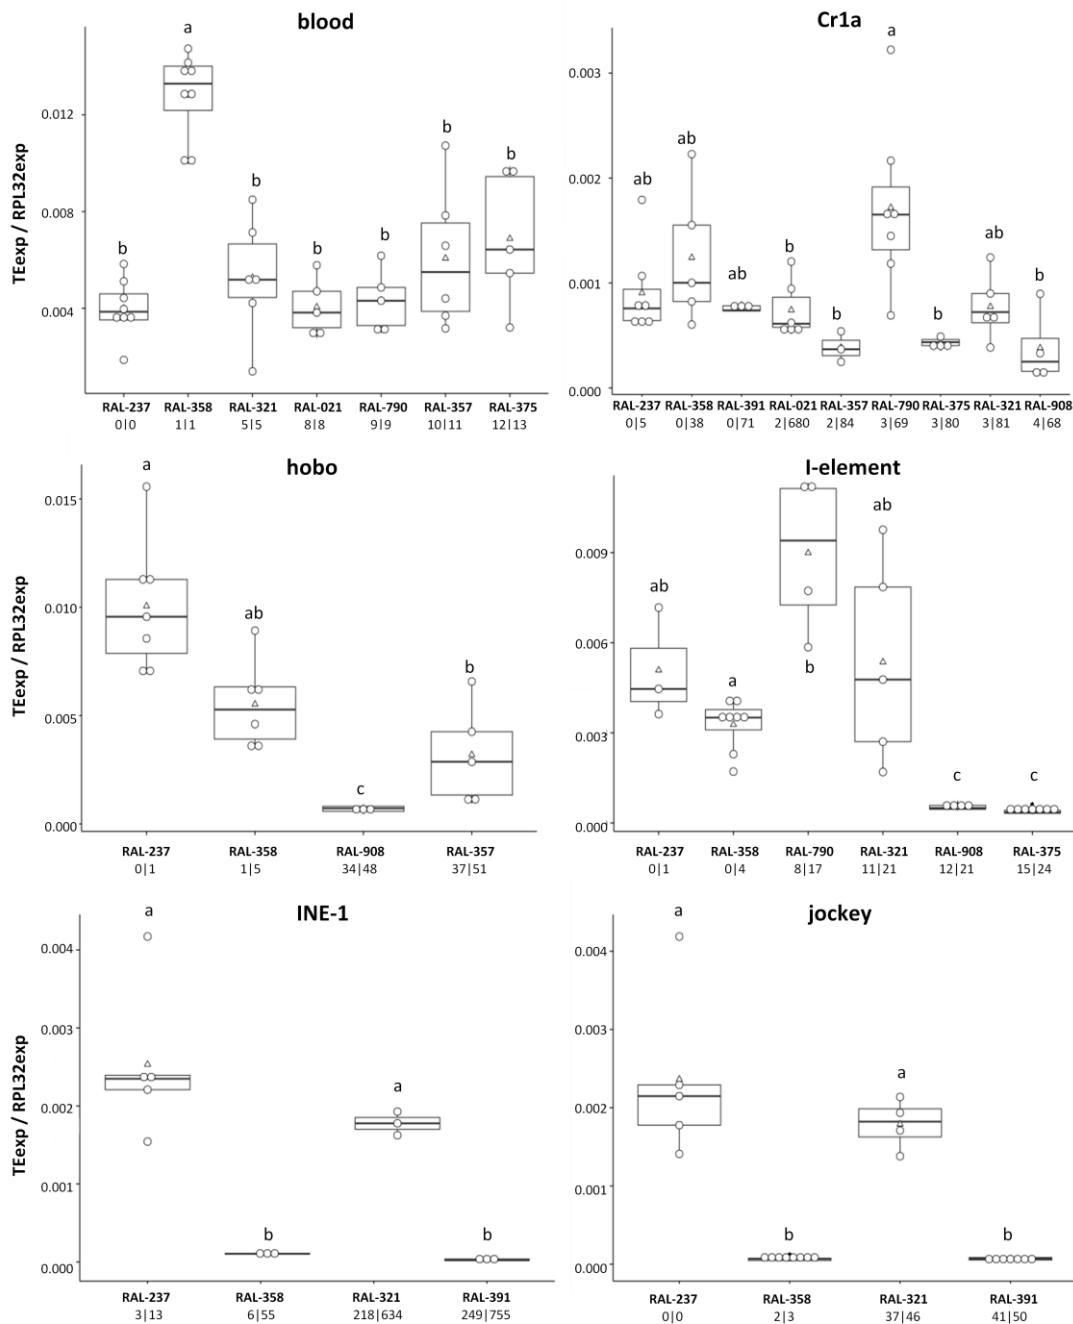 blood
a
b
b
b
b
b
b
TEexp / RPL32exp
0.012
0.008
0.004
RAL-237 RAL-358 RAL-321 RAL-021 RAL-790 RAL-357 RAL-375
0|0 1|1 5|5 8|8 9|9 10|11 12|13
Cr1a
ab
ab
ab
b
b
a
b
ab
b
0.003
0.002
0.001
0.000
RAL-237 RAL-358 RAL-391 RAL-021 RAL-357 RAL-790 RAL-375 RAL-321 RAL-908
0|5 0|38 0|71 2|680 2|84 3|69 3|80 3|81 4|68
hobo
a
ab
c
b
TEexp / RPL32exp
0.015
0.010
0.005
0.000
RAL-237 RAL-358 RAL-908 RAL-357
0|1 1|5 34|48 37|51
I-element
ab
a
b
ab
c
c
0.009
0.006
0.003
0.000
RAL-237 RAL-358 RAL-790 RAL-321 RAL-908 RAL-375
0|1 0|4 8|17 11|21 12|21 15|24
INE-1
a
b
a
b
TEexp / RPL32exp
0.004
0.003
0.002
0.001
0.000
RAL-237 RAL-358 RAL-321 RAL-391
3|13 6|55 218|634 249|755
jockey
a
b
a
b
0.004
0.003
0.002
0.001
0.000
RAL-237 RAL-358 RAL-321 RAL-391
0|0 2|3 37|46 41|50